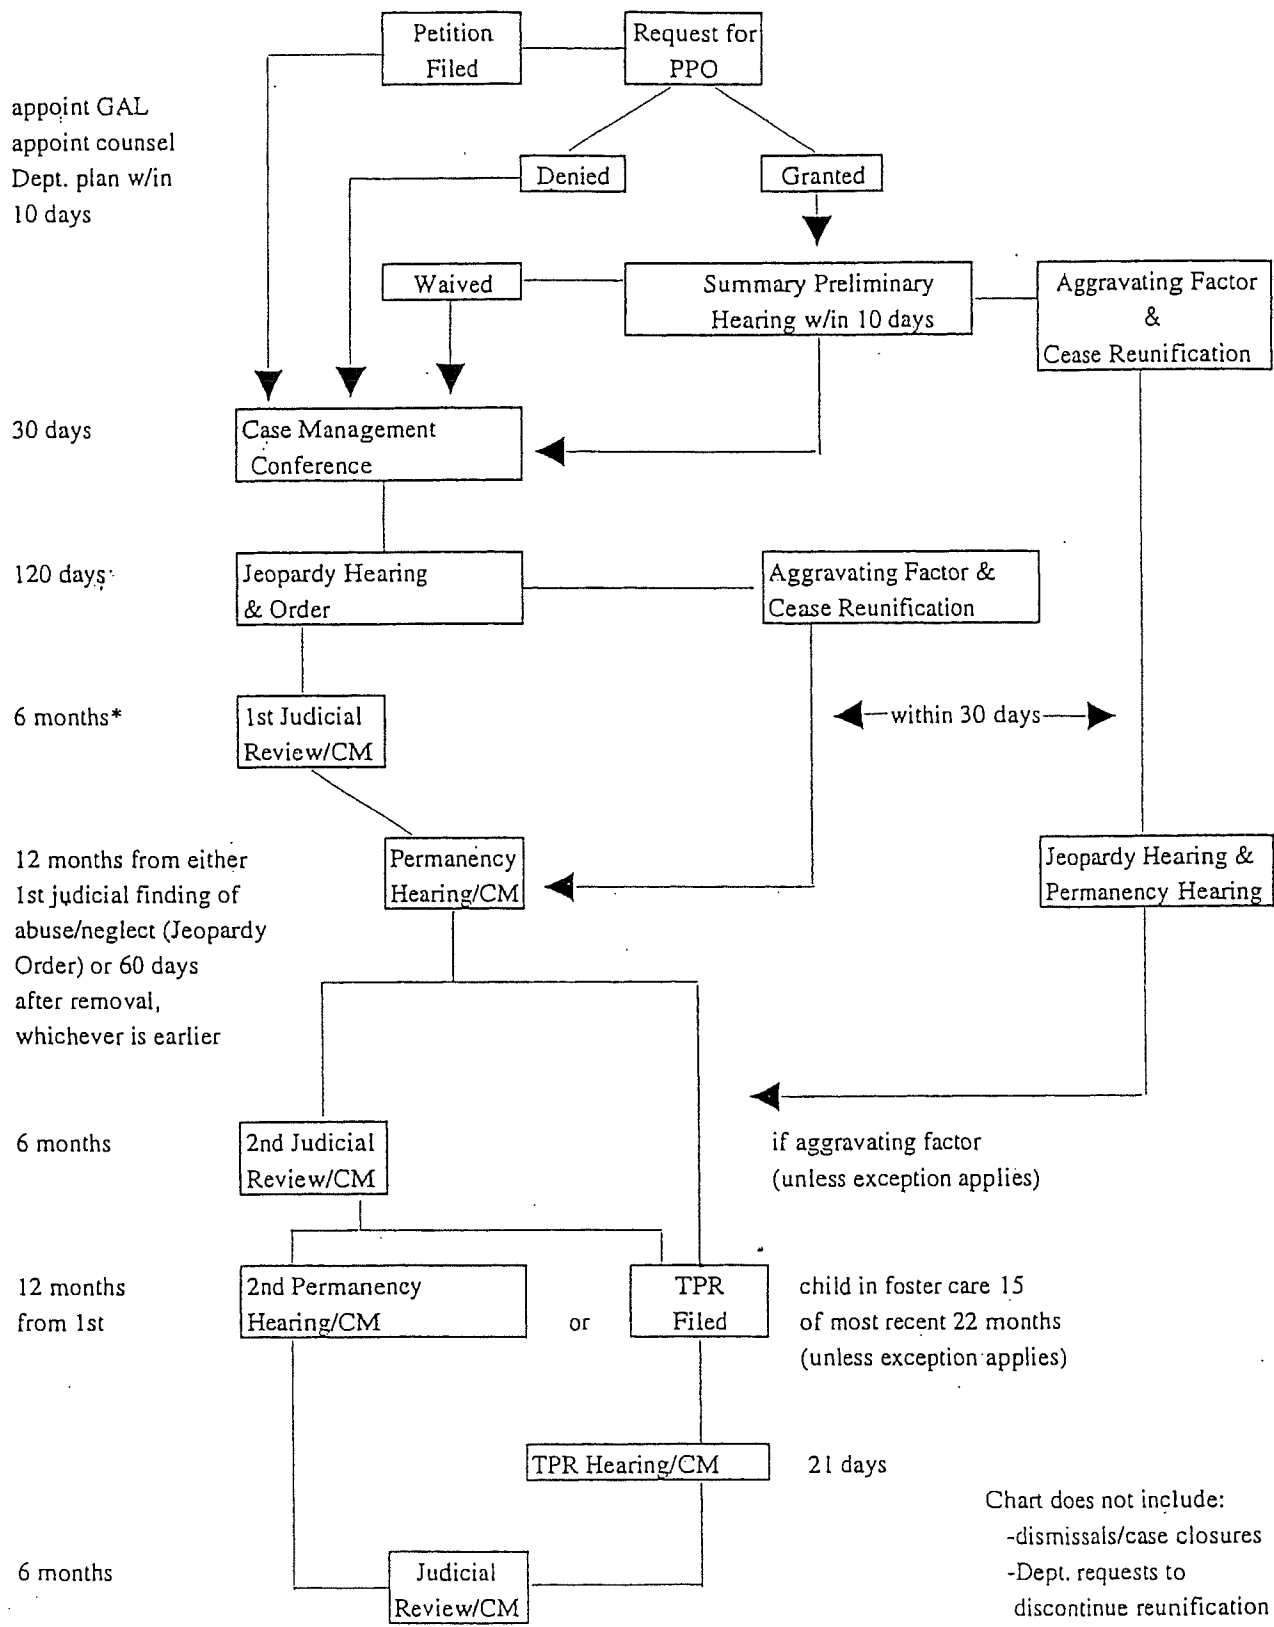 Petition
Filed
Request for
PPO
appoint GAL
appoint counsel
Dept. plan w/in
10 days
Denied
Granted
Waived
Summary Preliminary
Hearing w/in 10 days
Aggravating Factor
&
Cease Reunification
30 days
Case Management
Conference
120 days
Jeopardy Hearing
& Order
Aggravating Factor &
Cease Reunification
6 months*
1st Judicial
Review/CM
within 30 days
12 months from either
1st judicial finding of
abuse/neglect (Jeopardy
Order) or 60 days
after removal,
whichever is earlier
Permanency
Hearing/CM
Jeopardy Hearing &
Permanency Hearing
6 months
2nd Judicial
Review/CM
if aggravating factor
(unless exception applies)
12 months
from 1st
2nd Permanency
Hearing/CM
or
TPR
Filed
child in foster care 15
of most recent 22 months
(unless exception applies)
TPR Hearing/CM
21 days
Chart does not include:
-dismissals/case closures
-Dept. requests to
discontinue reunification
6 months
Judicial
Review/CM